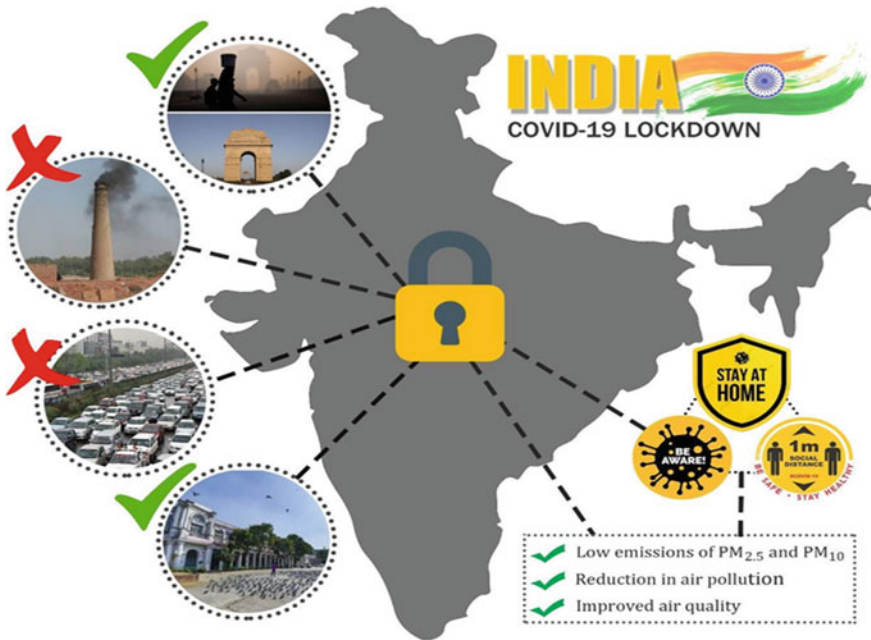 INDIA
COVID-19 LOCKDOWN
STAY AT
HOME
BE
AWARE!
1m
SOCIAL
DISTANCE
BE SAFE - STAY HEALTHY
Low emissions of PM2.5 and PM10
Reduction in air pollution
Improved air quality